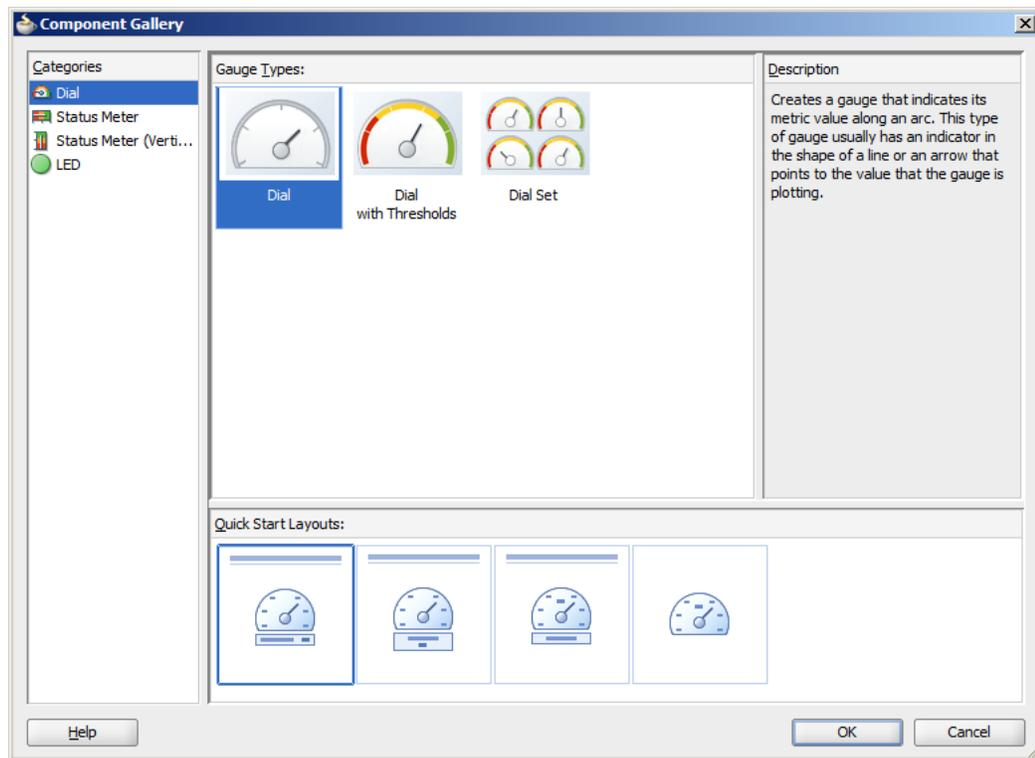 Component Gallery
Categories
Dial
Status Meter
Status Meter (Verti...
LED
Gauge Types:
Dial
Dial
with Thresholds
Dial Set
Description
Creates a gauge that indicates its
metric value along an arc. This type
of gauge usually has an indicator in
the shape of a line or an arrow that
points to the value that the gauge is
plotting.
Quick Start Layouts:
Help
OK
Cancel